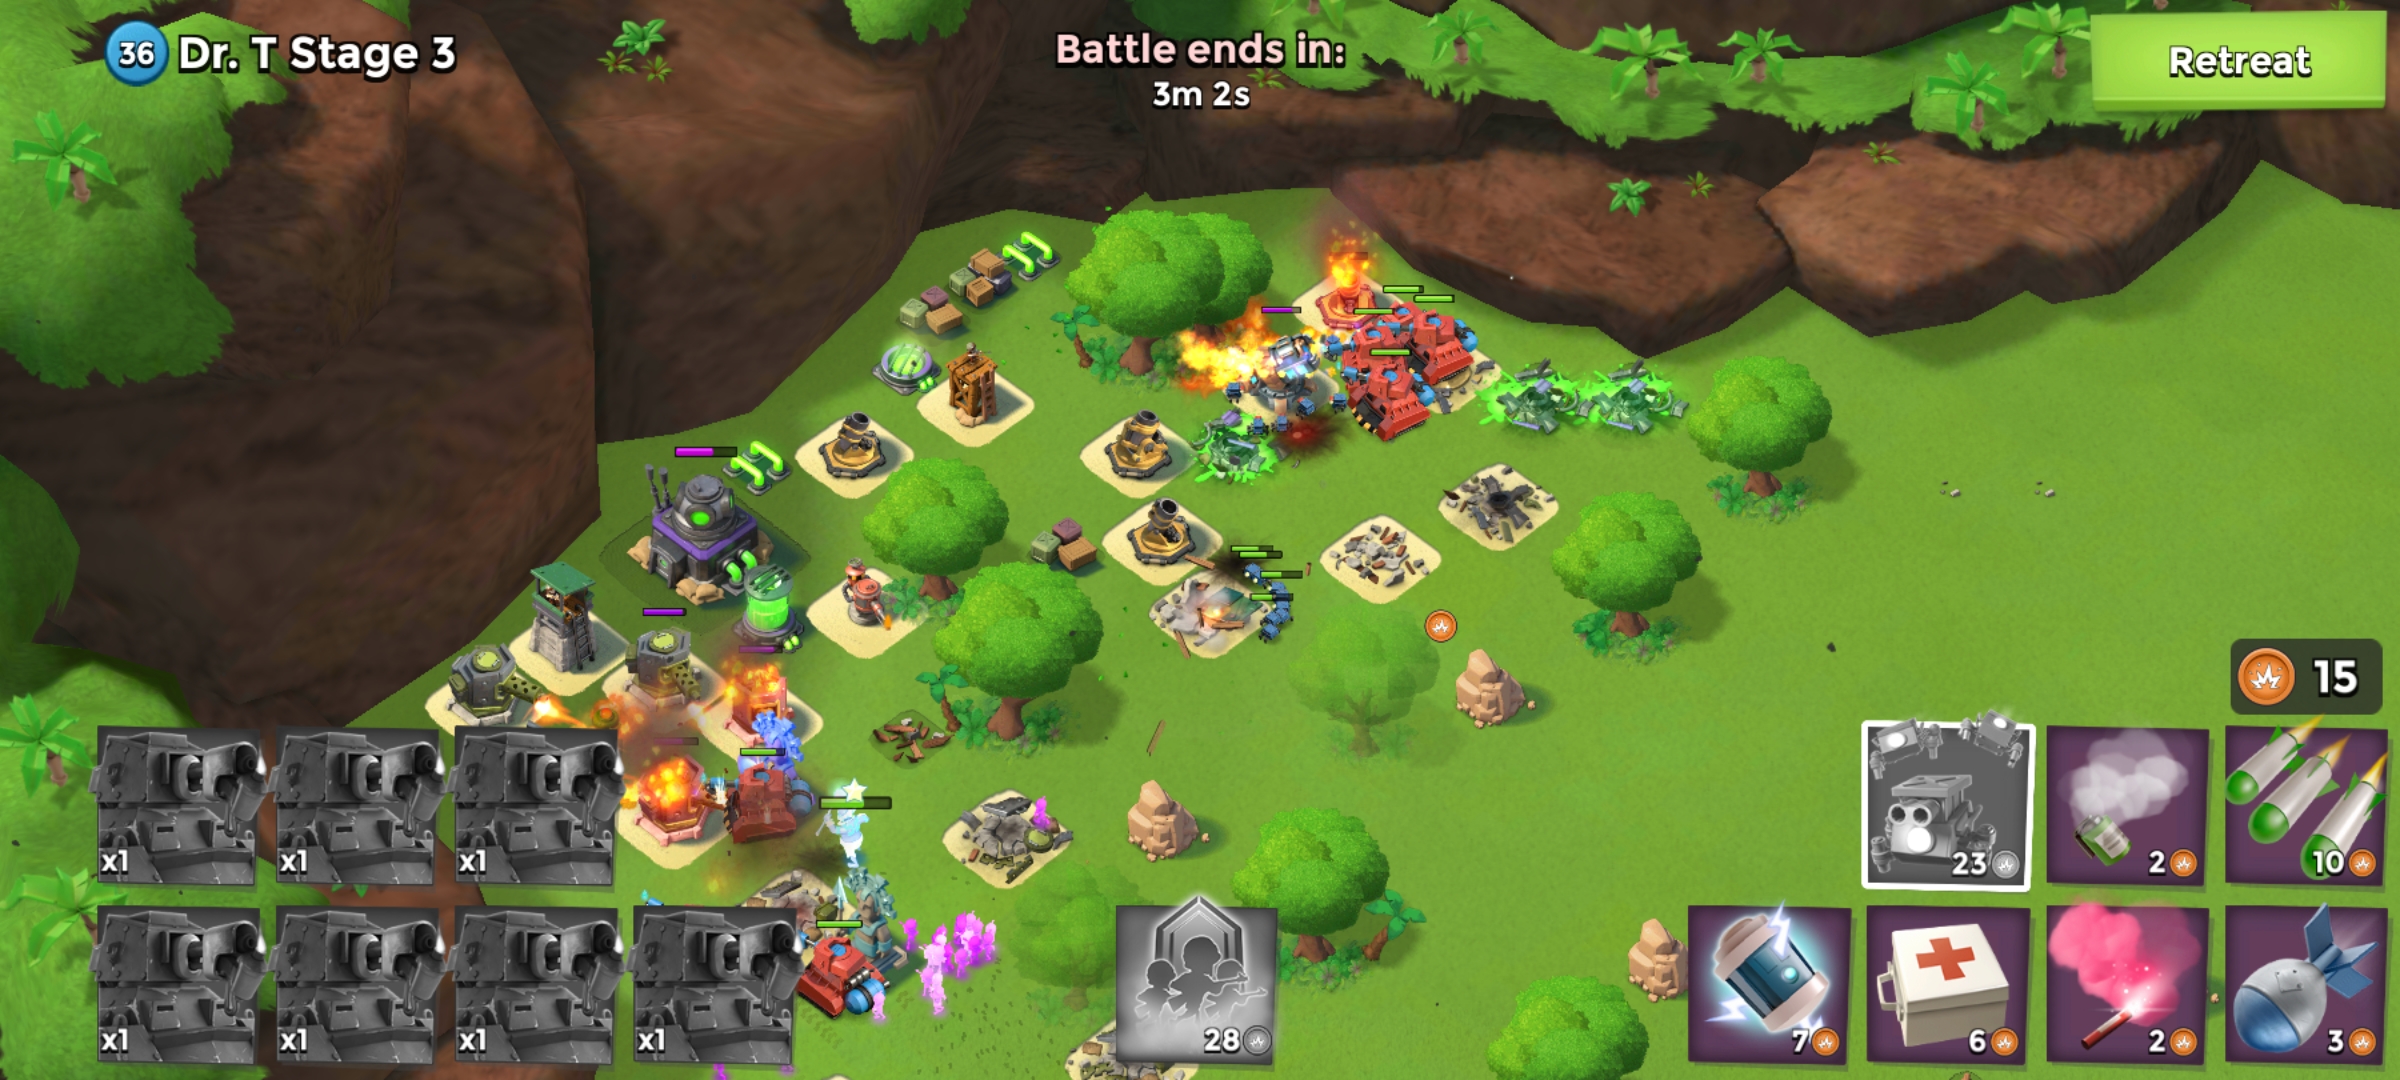 36 Dr. T Stage 3
Battle ends in:
3m 2s
Retreat
15
x1 x1 x1
23 2 10
x1 x1 x1 x1
28
7 6 2 3